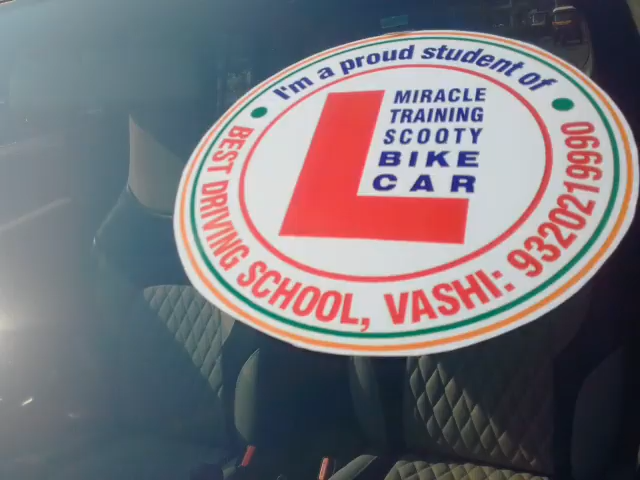 I'm a proud student of
MIRACLE
TRAINING
SCOOTY
BIKE
CAR
L
BEST DRIVING SCHOOL, VASHI: 9320219990